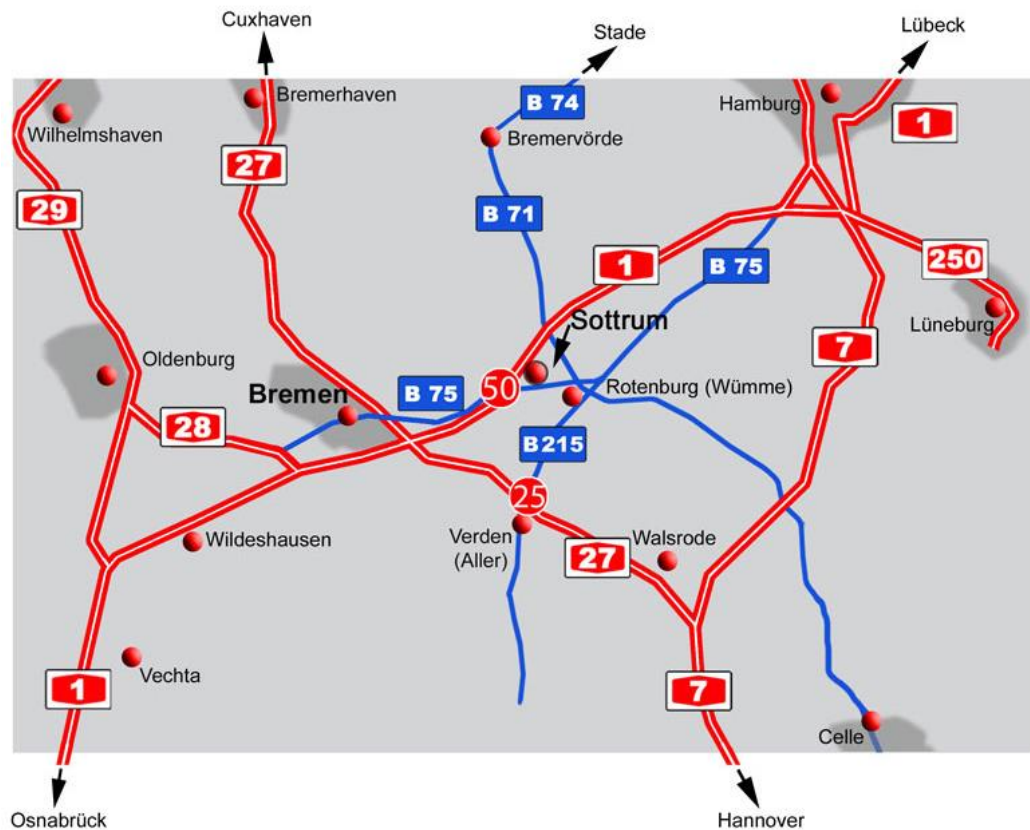 Cuxhaven
Stade
Lübeck
Bremerhaven
B 74
Hamburg
1
Wilhelmshaven
Bremervörde
27
29
B 71
1
B 75
250
Sottrum
Lüneburg
Oldenburg
7
Bremen
B 75
50
Rotenburg (Wümme)
28
B 215
25
Wildeshausen
Verden
(Aller)
Walsrode
27
Vechta
1
7
Celle
Osnabrück
Hannover